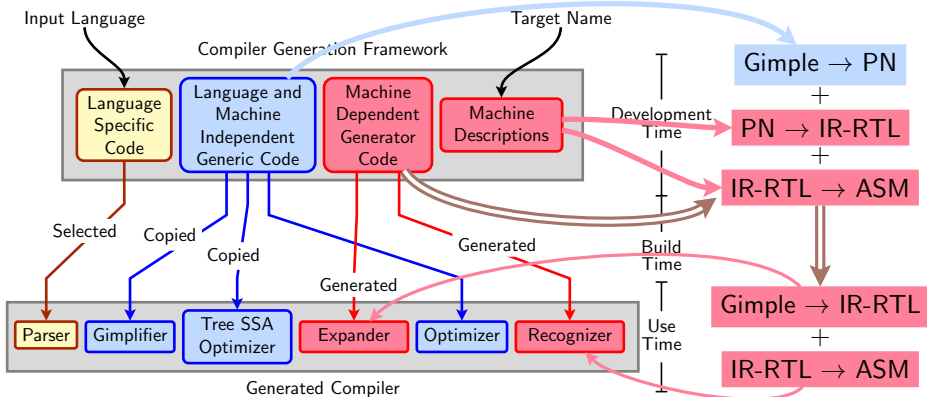 Input Language
Target Name
Compiler Generation Framework
Language
Specific
Code
Language and
Machine
Independent
Generic Code
Machine
Dependent
Generator
Code
Machine
Descriptions
Development
Time
Gimple → PN
+
PN → IR-RTL
+
IR-RTL → ASM
Selected
Copied
Copied
Generated
Generated
Build
Time
Parser
Gimplifier
Tree SSA
Optimizer
Expander
Optimizer
Recognizer
Generated Compiler
Use
Time
Gimple → IR-RTL
+
IR-RTL → ASM